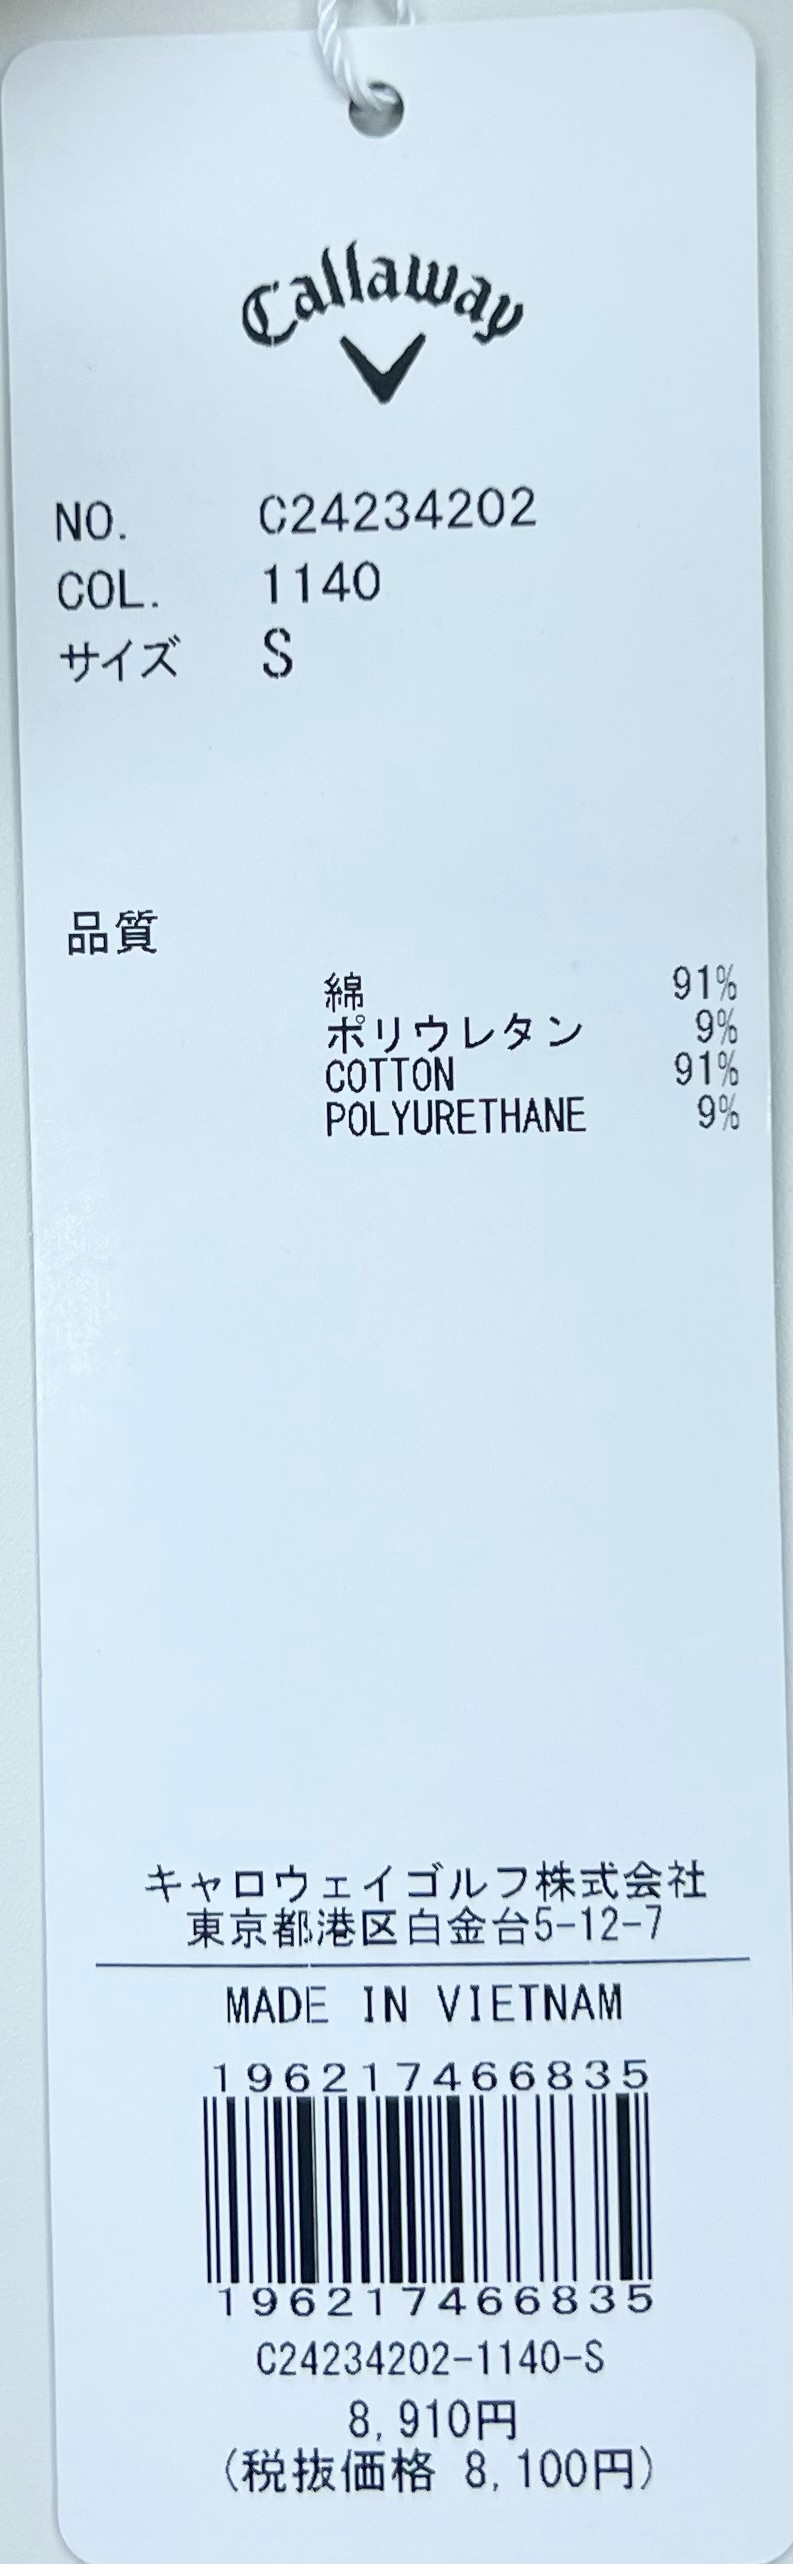 Callaway
NO. C24234202
COL. 1140
サイズ S
品質
綿 91%
ポリウレタン 9%
COTTON 91%
POLYURETHANE 9%
キャロウェイゴルフ株式会社
東京都港区白金台5-12-7
MADE IN VIETNAM
196217466835
196217466835
C24234202-1140-S
8,910円
(税抜価格 8,100円)